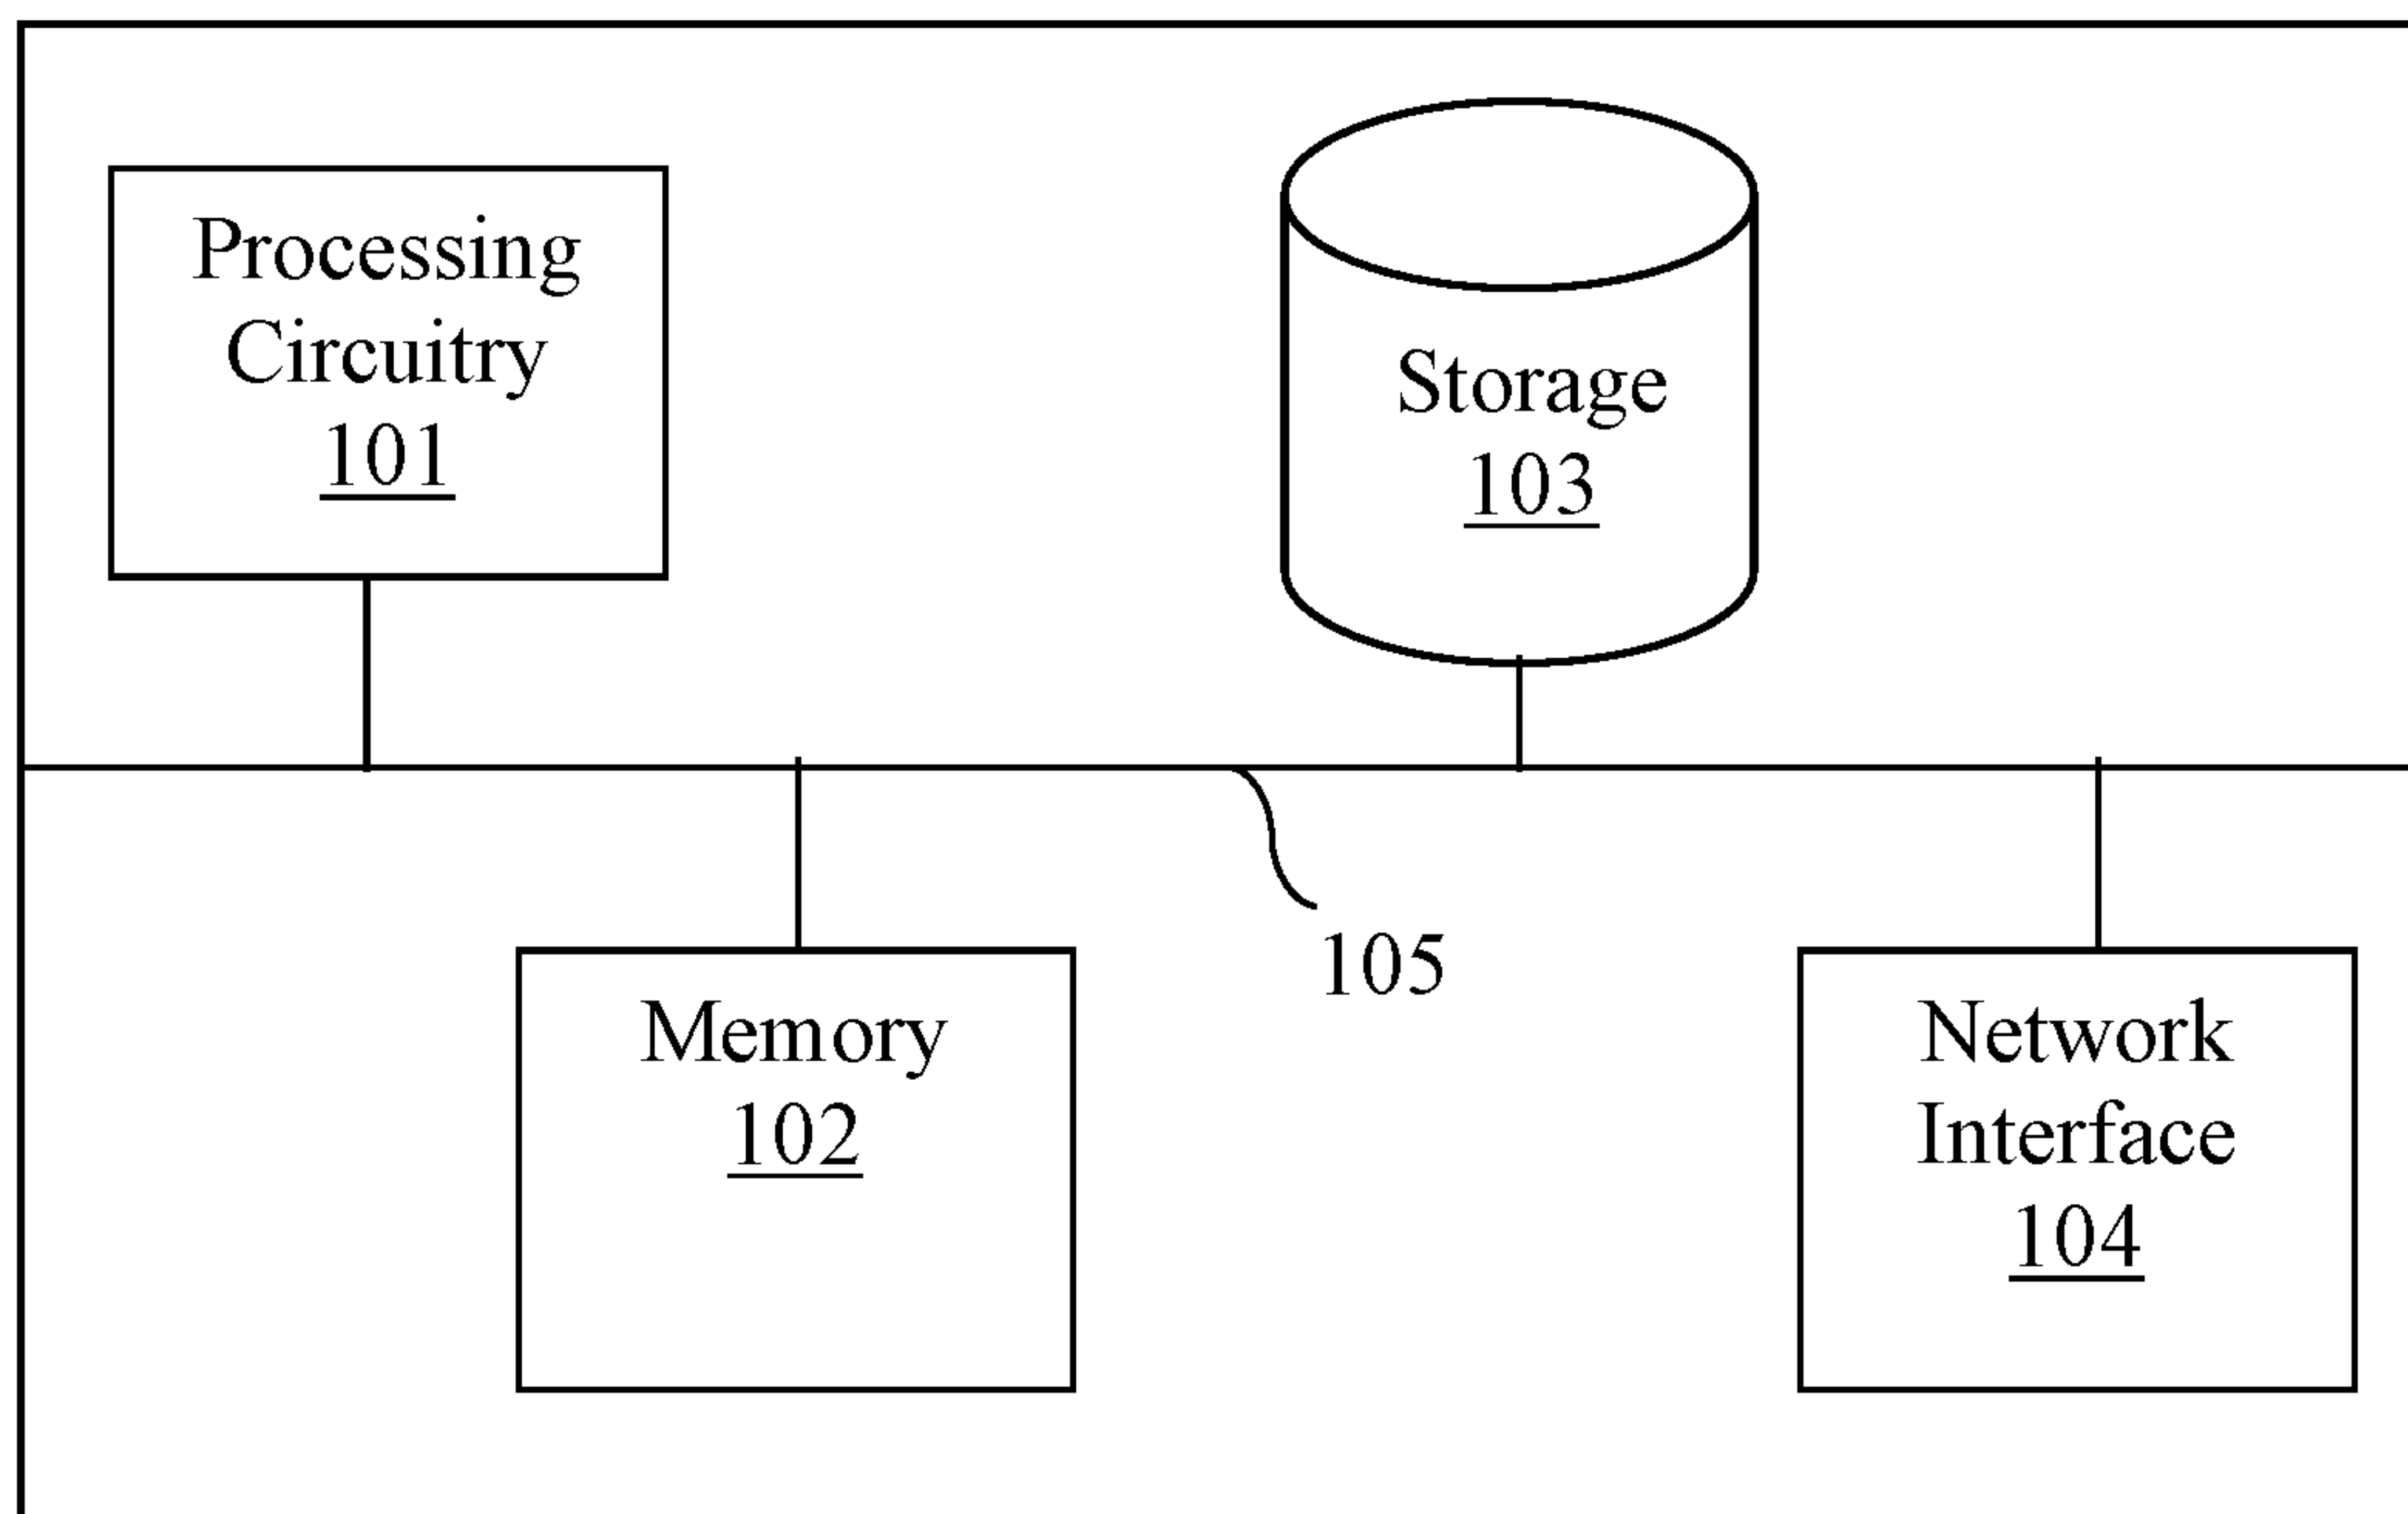 Processing
Circuitry
101
Storage
103
105
Memory
102
Network
Interface
104